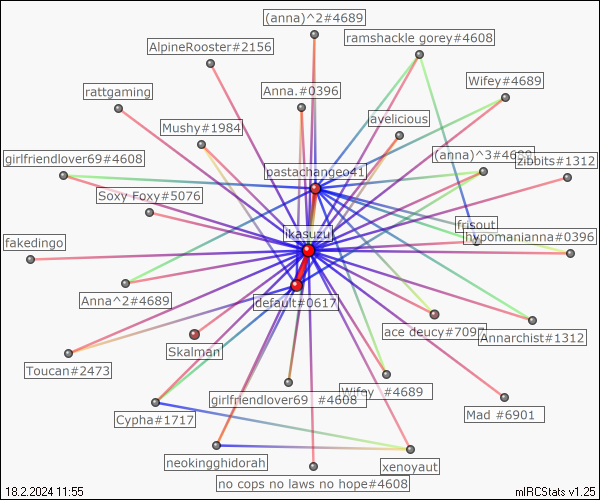 (anna)^2#4689
ramshackle gorey#4608
AlpineRooster#2156
Wifey#4689
rattgaming
Anna.#0396
avelicious
Mushy#1984
girlfriendlover69#4608
(anna)^3#4689
zibbits#1312
pastachangeo41
Soxy Foxy#5076
frisout
ikasuzu
hypomanianna#0396
fakedingo
Anna^2#4689
default#0617
ace deucy#7097
Annarchist#1312
Skalman
Toucan#2473
girlfriendlover69 #4608
Wifey #4689
Cypha#1717
Mad #6901
neokingghidorah
xenoyaut
no cops no laws no hope#4608
18.2.2024 11:55
mIRCStats v1.25